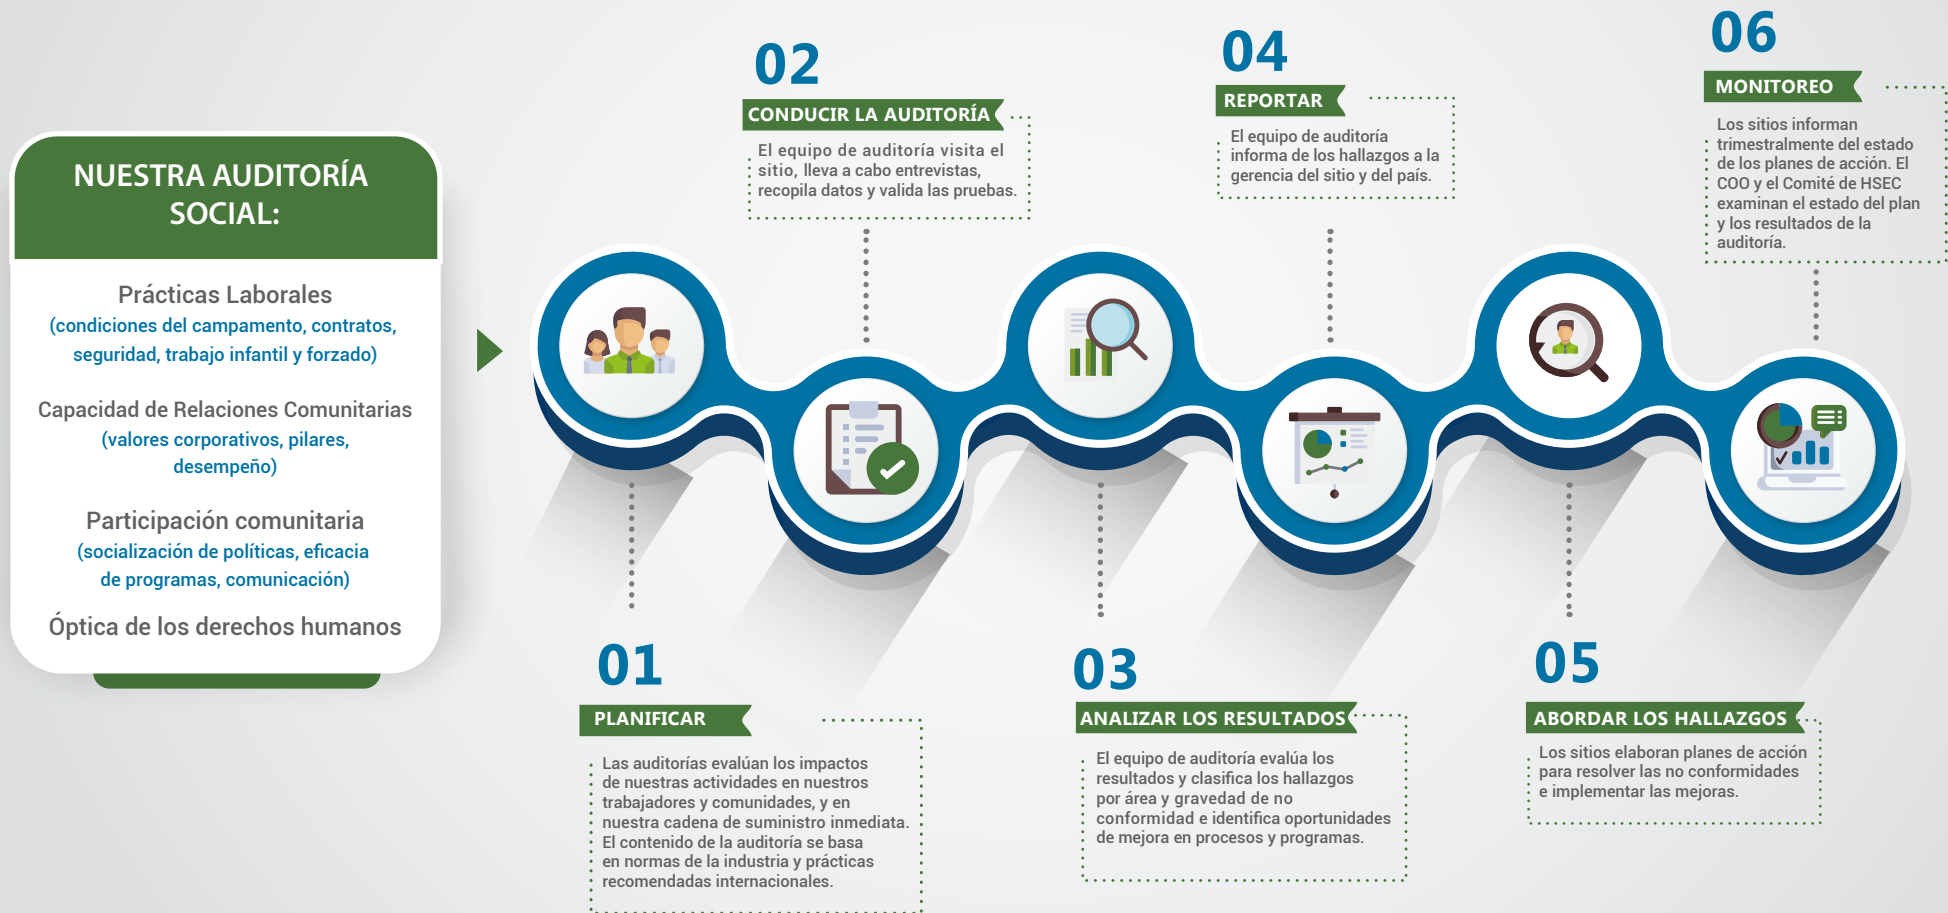 NUESTRA AUDITORÍA
SOCIAL:
Prácticas Laborales
(condiciones del campamento, contratos,
seguridad, trabajo infantil y forzado)
Capacidad de Relaciones Comunitarias
(valores corporativos, pilares,
desempeño)
Participación comunitaria
(socialización de políticas, eficacia
de programas, comunicación)
Óptica de los derechos humanos
01
PLANIFICAR
Las auditorías evalúan los impactos
de nuestras actividades en nuestros
trabajadores y comunidades, y en
nuestra cadena de suministro inmediata.
El contenido de la auditoría se basa
en normas de la industria y prácticas
recomendadas internacionales.
02
CONDUCIR LA AUDITORÍA
El equipo de auditoría visita el
sitio, lleva a cabo entrevistas,
recopila datos y valida las pruebas.
03
ANALIZAR LOS RESULTADOS
El equipo de auditoría evalúa los
resultados y clasifica los hallazgos
por área y gravedad de no
conformidad e identifica oportunidades
de mejora en procesos y programas.
04
REPORTAR
El equipo de auditoría
informa de los hallazgos a la
gerencia del sitio y del país.
05
ABORDAR LOS HALLAZGOS
Los sitios elaboran planes de acción
para resolver las no conformidades
e implementar las mejoras.
06
MONITOREO
Los sitios informan
trimestralmente del estado
de los planes de acción. El
COO y el Comité de HSEC
examinan el estado del plan
y los resultados de la
auditoría.